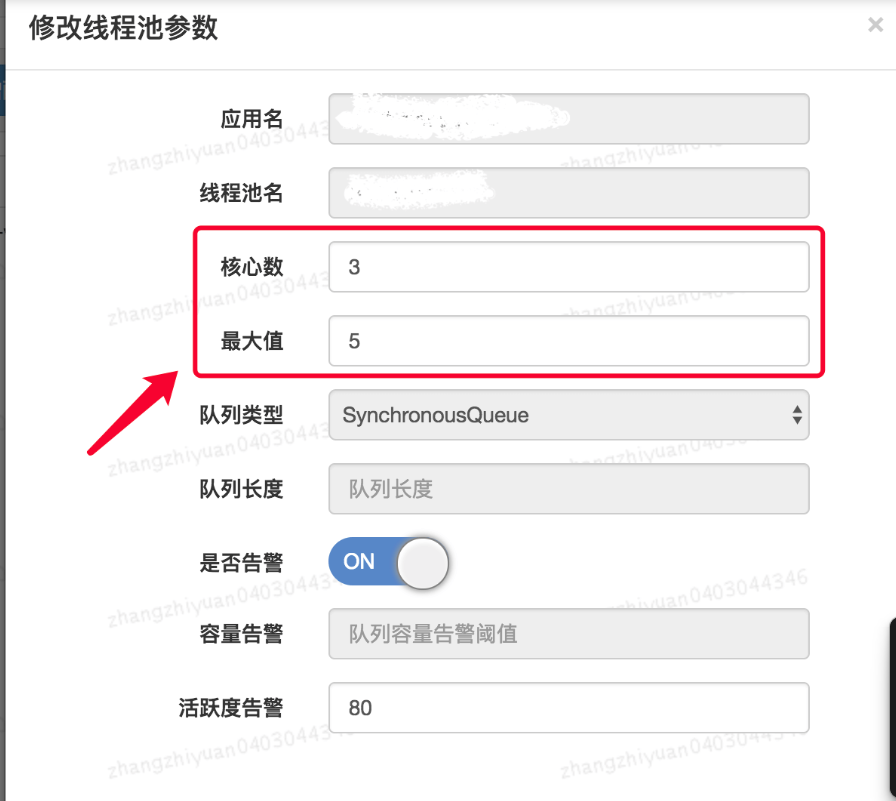 修改线程池参数 ×
应用名
线程池名
核心数 3
最大值 5
队列类型 SynchronousQueue
队列长度 队列长度
是否告警 ON
容量告警 队列容量告警阈值
活跃度告警 80
zhangzhiyuan0403044346